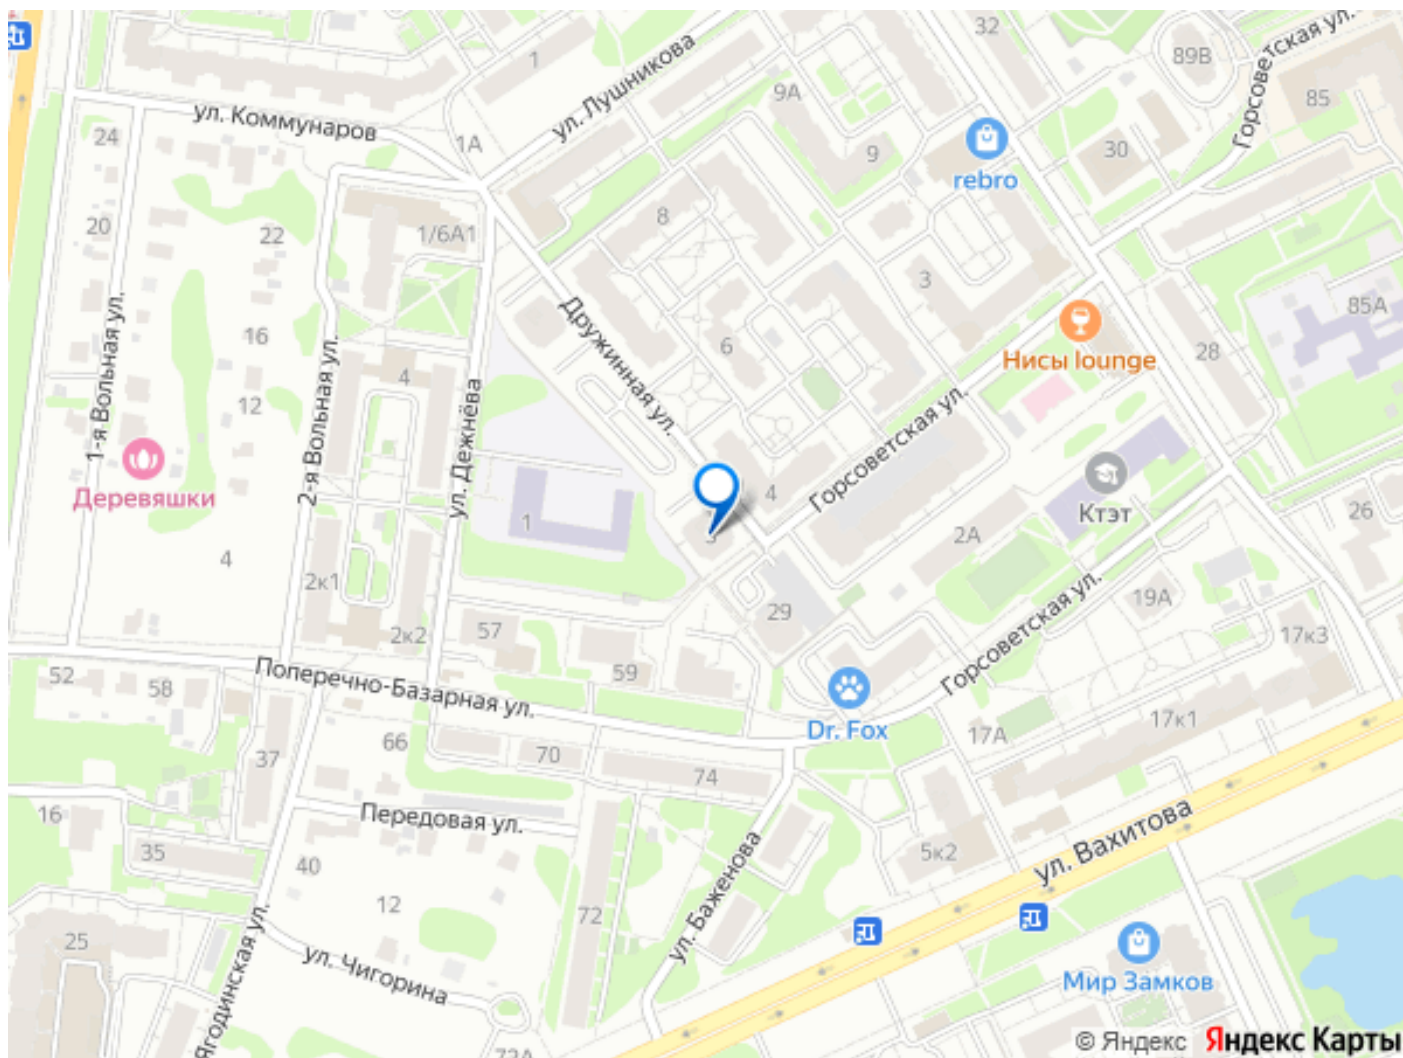 32
89В
Горсоветская ул.
1
ул. Лушникова
9А
85
ул. Коммунаров
24
1А
9
30
rebro
20
22
1/6А1
8
3
85А
1-я Вольная ул.
16
2-я Вольная ул.
Дружинная ул.
6
Нисы lounge
28
4
12
ул. Дежнёва
Горсоветская ул.
Деревяшки
4
1
2А
Ктэт
26
4
2к1
19А
Горсоветская ул.
29
57
2к2
59
17к3
52
58
Поперечно-Базарная ул.
Dr. Fox
17А
17к1
37
66
70
74
16
Передовая ул.
ул. Вахитова
35
40
5к2
ул. Баженова
12
72
25
Ягодинская ул.
ул. Чигорина
Мир Замков
72А
© Яндекс Яндекс Карты